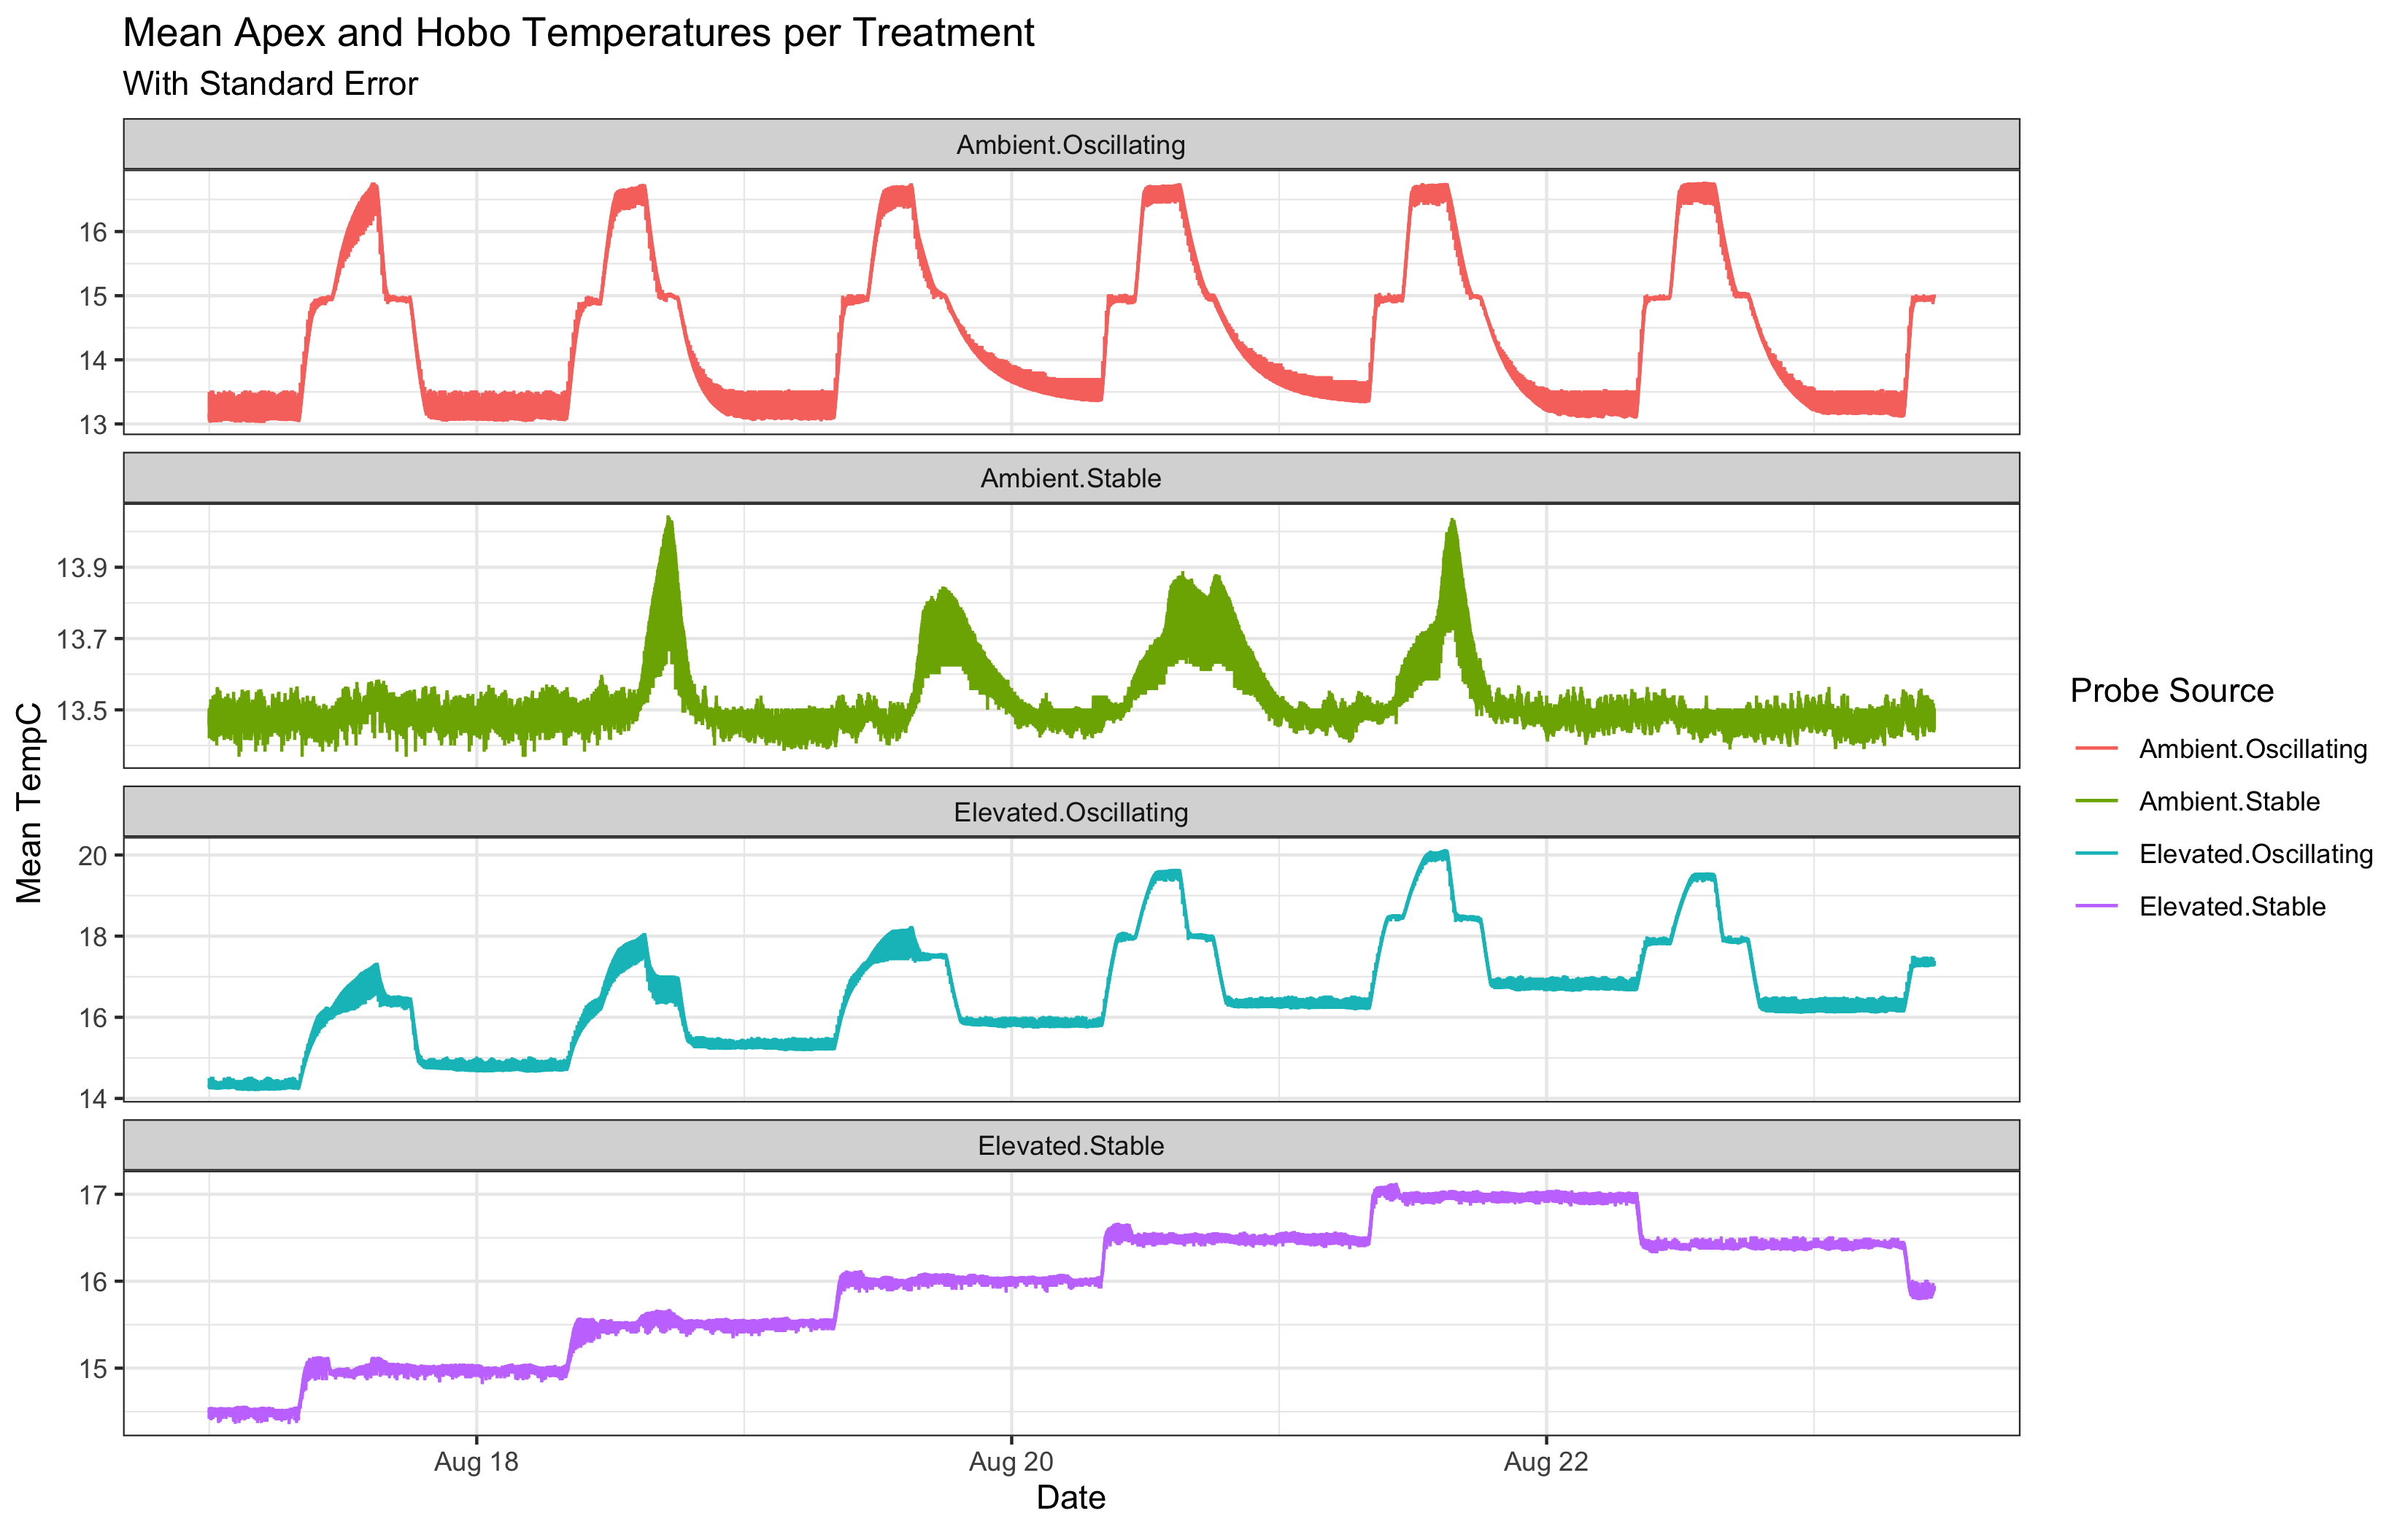 Mean Apex and Hobo Temperatures per Treatment
With Standard Error
Ambient.Oscillating
16
15
14
13
Ambient.Stable
13.9
13.7
13.5
Elevated.Oscillating
20
18
16
14
Elevated.Stable
17
16
15
Mean TempC
Aug 18
Aug 20
Aug 22
Date
Probe Source
Ambient.Oscillating
Ambient.Stable
Elevated.Oscillating
Elevated.Stable